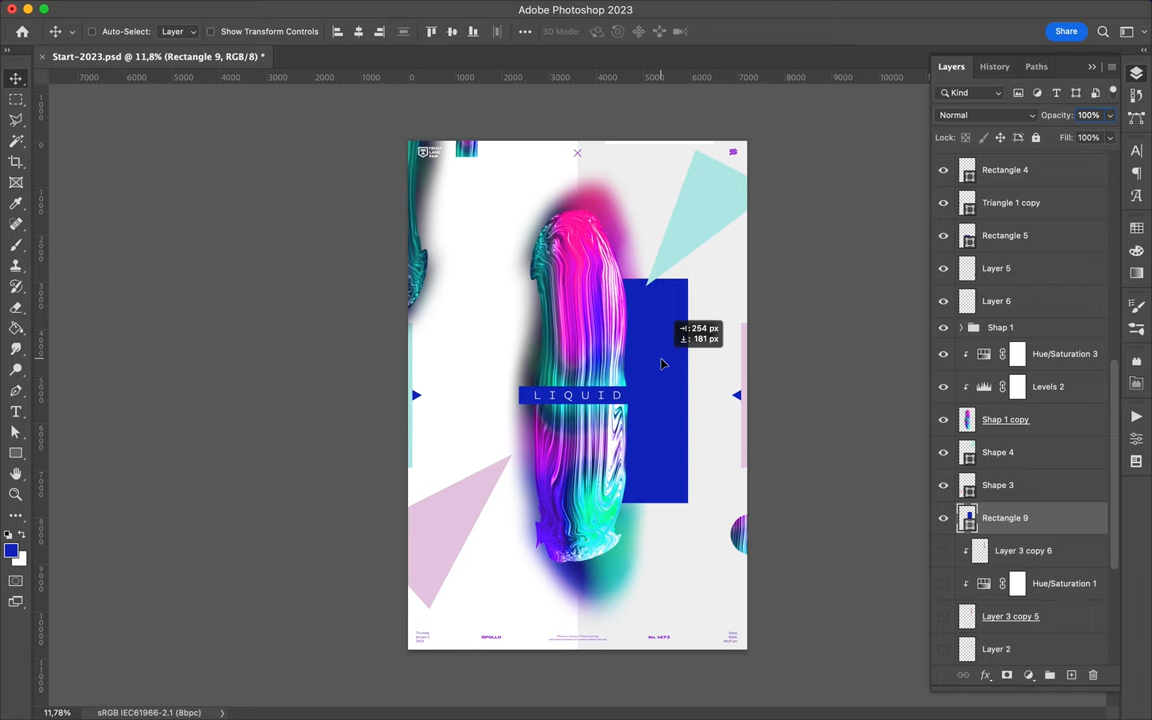 Adobe Photoshop 2023
Auto-Select: Layer Show Transform Controls 3D Mode: Share
Start-2023.psd @ 11,8% (Rectangle 9, RGB/8) *
7000 6000 5000 4000 3000 2000 1000 0 1000 2000 3000 4000 5000 6000 7000 8000 9000 10000
Layers History Paths
Kind
Normal Opacity: 100%
Lock: Fill: 100%
Rectangle 4
Triangle 1 copy
Rectangle 5
Layer 5
Layer 6
Shap 1
Hue/Saturation 3
Levels 2
Shap 1 copy
Shape 4
Shape 3
Rectangle 9
Layer 3 copy 6
Hue/Saturation 1
Layer 3 copy 5
Layer 2
: 254 px
: 181 px
LIQUID
SPOLLO
No. 1473
11,78% sRGB IEC61966-2.1 (8bpc)